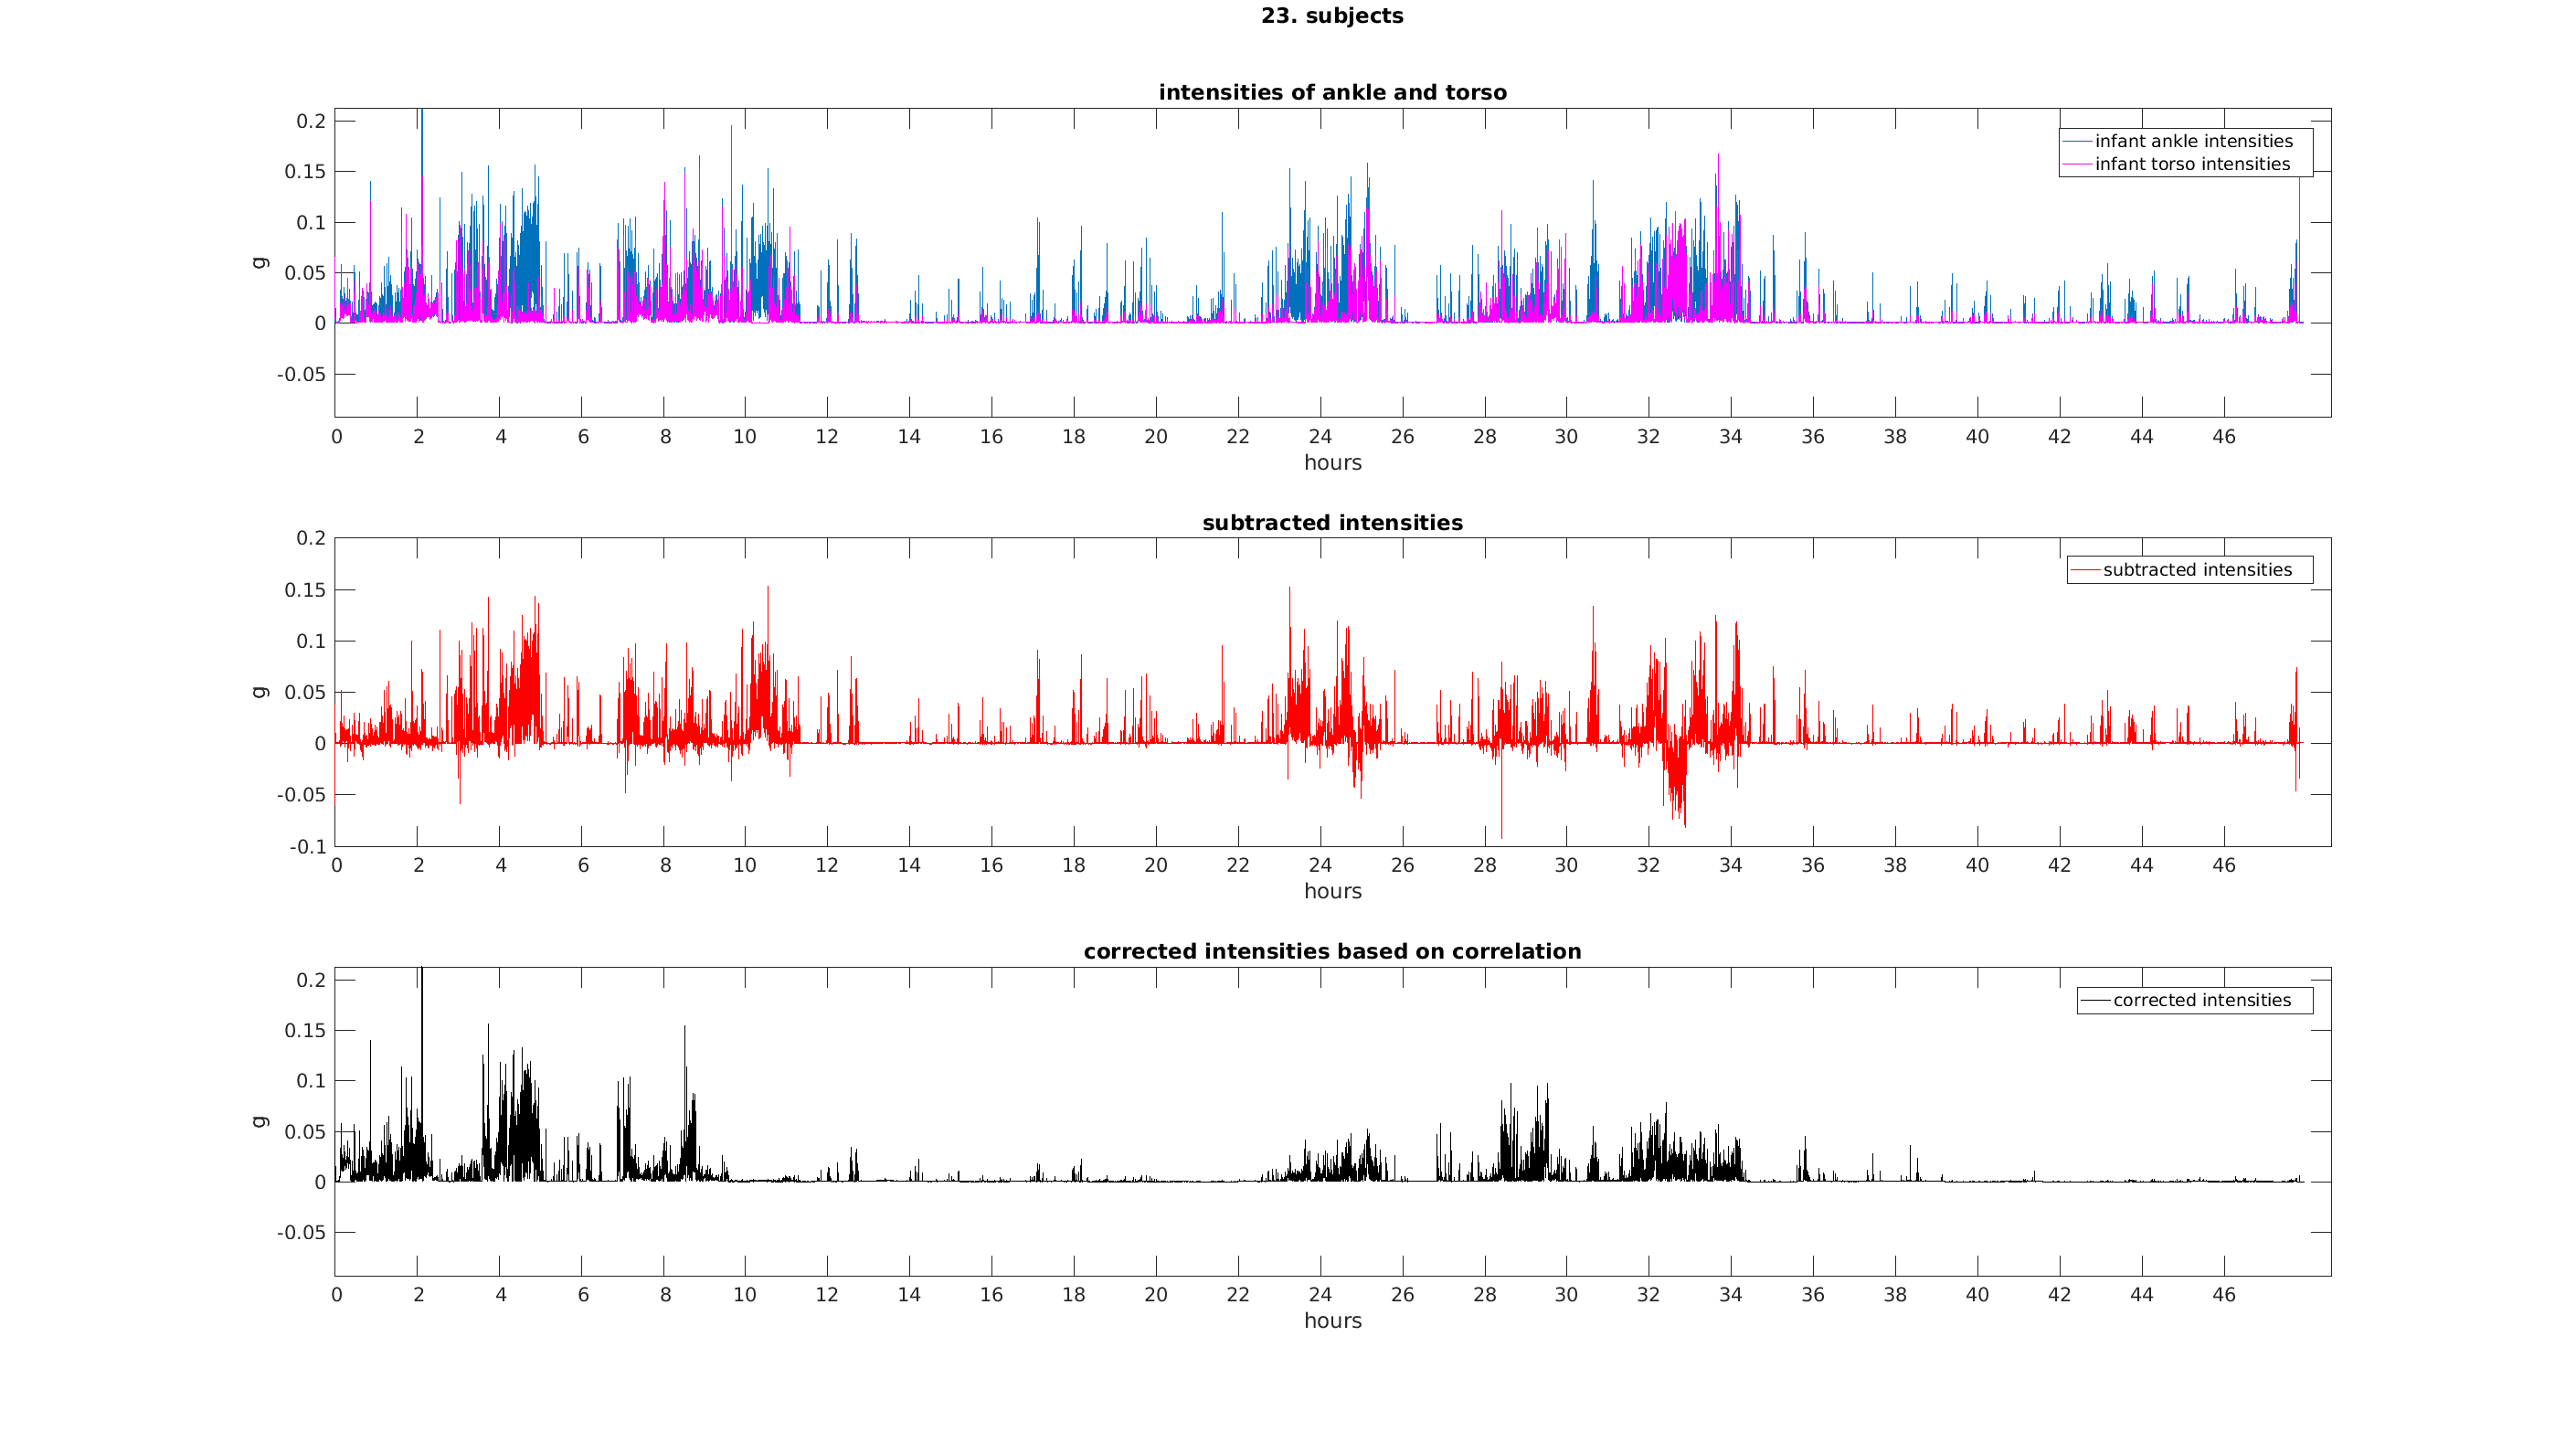 23. subjects
intensities of ankle and torso
0.2
0.15
0.1
0.05
0
-0.05
g
infant ankle intensities
infant torso intensities
0 2 4 6 8 10 12 14 16 18 20 22 24 26 28 30 32 34 36 38 40 42 44 46
hours
subtracted intensities
0.2
0.15
0.1
0.05
0
-0.05
-0.1
g
subtracted intensities
0 2 4 6 8 10 12 14 16 18 20 22 24 26 28 30 32 34 36 38 40 42 44 46
hours
corrected intensities based on correlation
0.2
0.15
0.1
0.05
0
-0.05
g
corrected intensities
0 2 4 6 8 10 12 14 16 18 20 22 24 26 28 30 32 34 36 38 40 42 44 46
hours